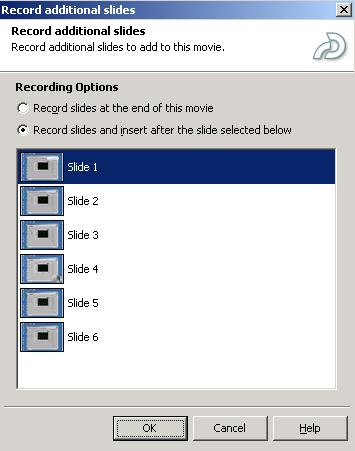 Record additional slides
Record additional slides
Record additional slides to add to this movie.
Recording Options
Record slides at the end of this movie
Record slides and insert after the slide selected below
Slide 1
Slide 2
Slide 3
Slide 4
Slide 5
Slide 6
OK
Cancel
Help